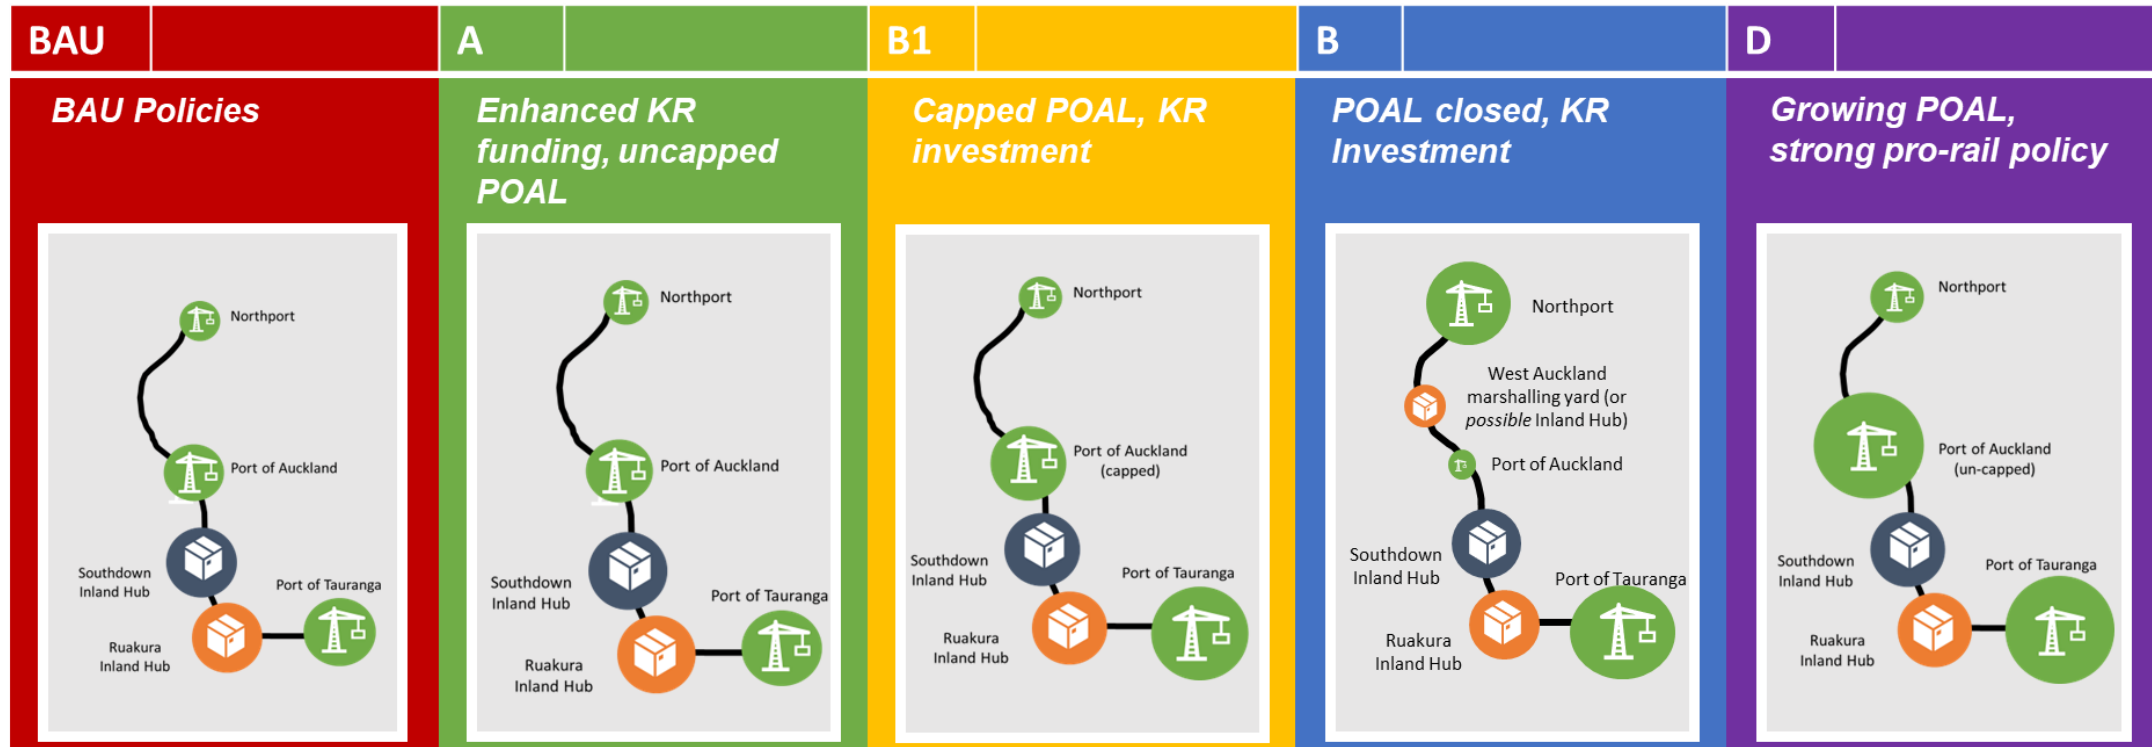 BAU
A
B1
B
D
BAU Policies
Enhanced KR
funding, uncapped
POAL
Capped POAL, KR
investment
POAL closed, KR
Investment
Growing POAL,
strong pro-rail policy
Northport
Port of Auckland
Southdown
Inland Hub
Port of Tauranga
Ruakura
Inland Hub
Northport
Port of Auckland
Southdown
Inland Hub
Port of Tauranga
Ruakura
Inland Hub
Northport
Port of Auckland
(capped)
Southdown
Inland Hub
Port of Tauranga
Ruakura
Inland Hub
Northport
West Auckland
marshalling yard (or
possible Inland Hub)
Port of Auckland
Southdown
Inland Hub
Port of Tauranga
Ruakura
Inland Hub
Northport
Port of Auckland
(un-capped)
Southdown
Inland Hub
Port of Tauranga
Ruakura
Inland Hub